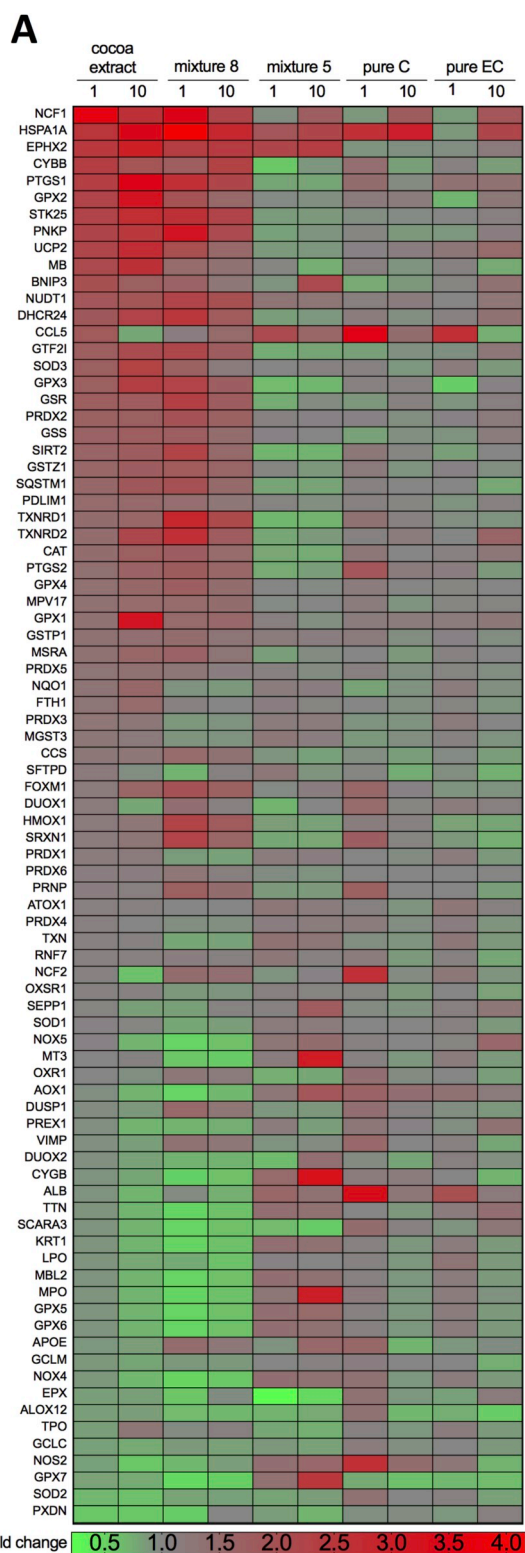 A
cocoa extract mixture 8 mixture 5 pure C pure EC
1 10 1 10 1 10 1 10 1 10
NCF1
HSPA1A
EPHX2
CYBB
PTGS1
GPX2
STK25
PNKP
UCP2
MB
BNIP3
NUDT1
DHCR24
CCL5
GTF2I
SOD3
GPX3
GSR
PRDX2
GSS
SIRT2
GSTZ1
SQSTM1
PDLIM1
TXNRD1
TXNRD2
CAT
PTGS2
GPX4
MPV17
GPX1
GSTP1
MSRA
PRDX5
NQO1
FTH1
PRDX3
MGST3
CCS
SFTPD
FOXM1
DUOX1
HMOX1
SRXN1
PRDX1
PRDX6
PRNP
ATOX1
PRDX4
TXN
RNF7
NCF2
OXSR1
SEPP1
SOD1
NOX5
MT3
OXR1
AOX1
DUSP1
PREX1
VIMP
DUOX2
CYGB
ALB
TTN
SCARA3
KRT1
LPO
MBL2
MPO
GPX5
GPX6
APOE
GCLM
NOX4
EPX
ALOX12
TPO
GCLC
NOS2
GPX7
SOD2
PXDN
ld change 0.5 1.0 1.5 2.0 2.5 3.0 3.5 4.0